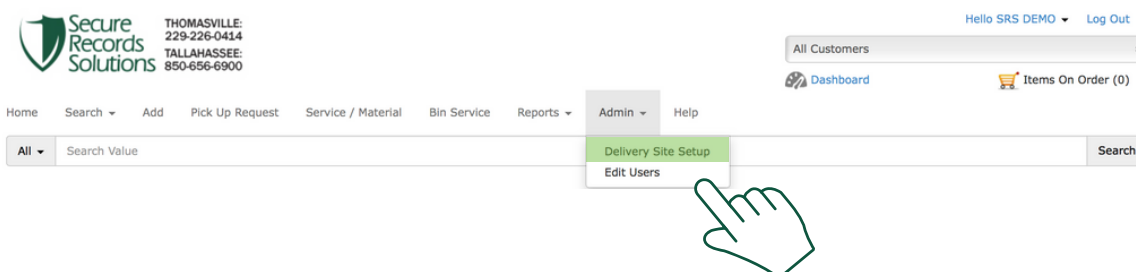 Secure
Records
Solutions
THOMASVILLE:
229-226-0414
TALLAHASSEE:
850-656-6900
Hello SRS DEMO Log Out
All Customers
Dashboard Items On Order (0)
Home Search Add Pick Up Request Service / Material Bin Service Reports Admin Help
All Search Value Search
Delivery Site Setup
Edit Users